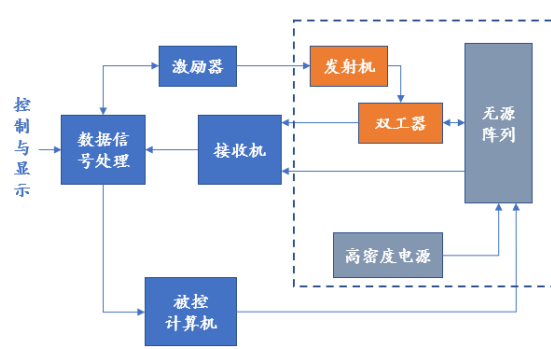 激励器
发射机
双工器
无源
阵列
控制与显示
数据信
号处理
接收机
高密度电源
被控
计算机